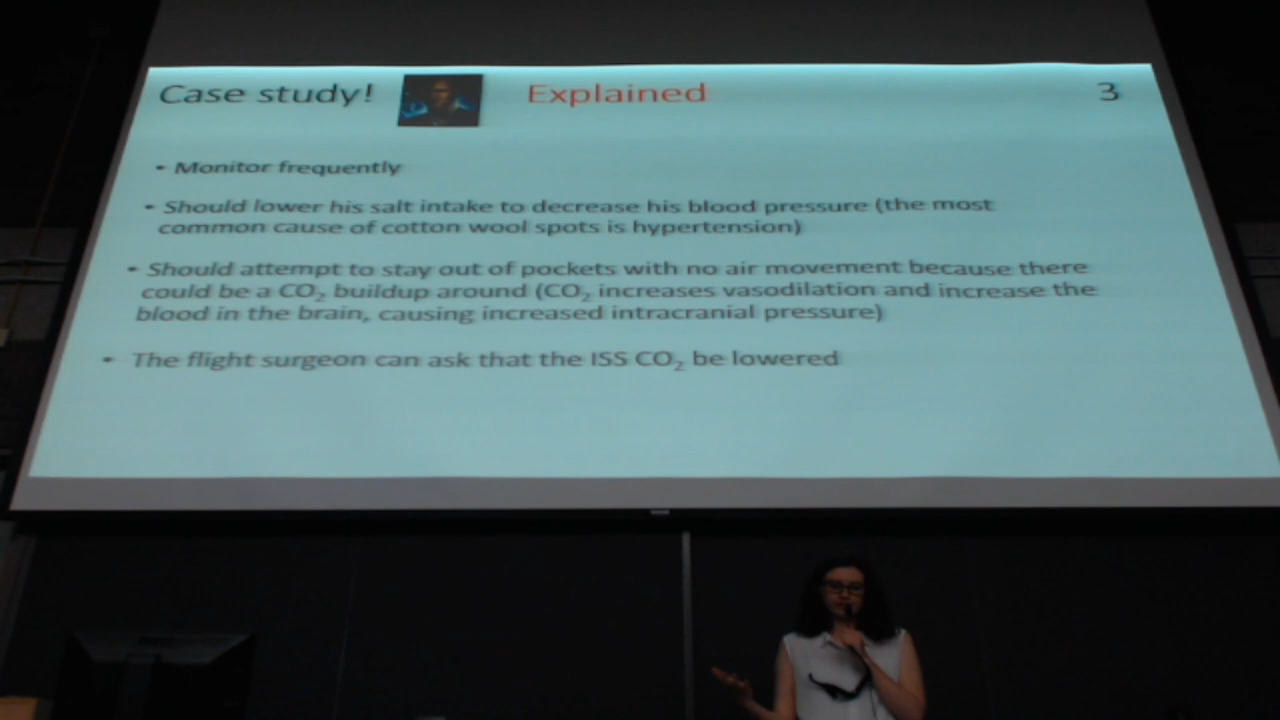 Case study! Explained 3
• Monitor frequently
• Should lower his salt intake to decrease his blood pressure (the most
common cause of cotton wool spots is hypertension)
• Should attempt to stay out of pockets with no air movement because there
could be a CO₂ buildup around (CO₂ increases vasodilation and increase the
blood in the brain, causing increased intracranial pressure)
• The flight surgeon can ask that the ISS CO₂ be lowered